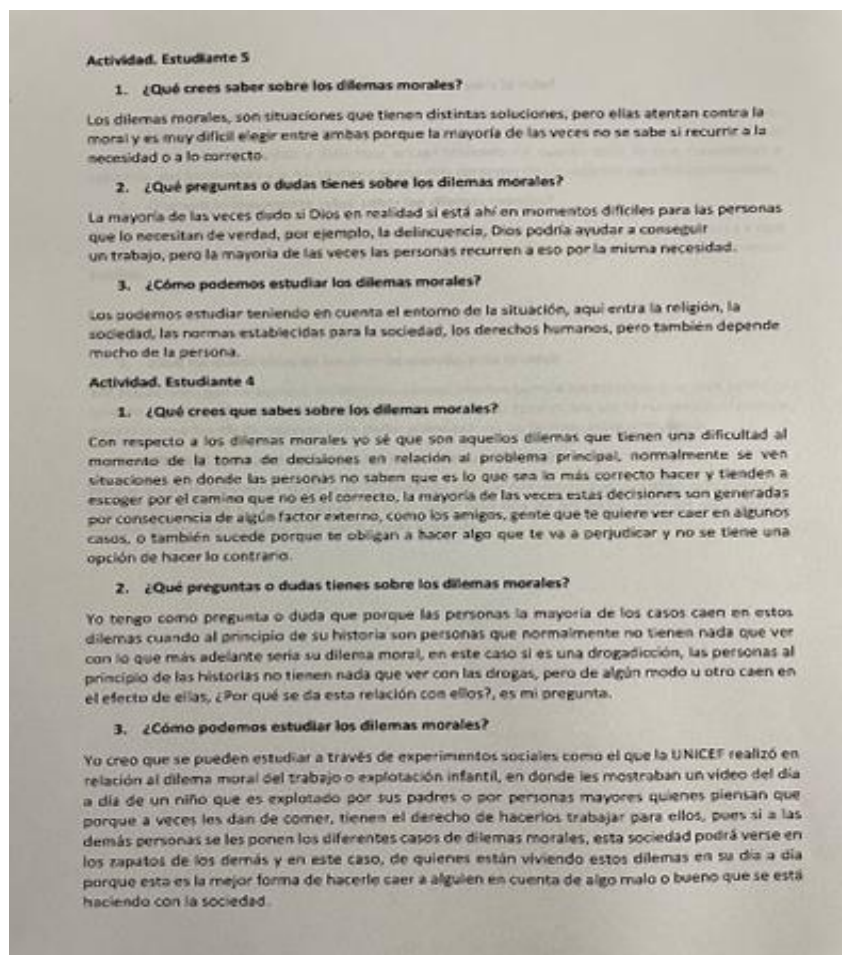 Actividad. Estudiante 5
1. ¿Qué crees saber sobre los dilemas morales?
Los dilemas morales, son situaciones que tienen distintas soluciones, pero ellas atentan contra la
moral y es muy difícil elegir entre ambas porque la mayoría de las veces no se sabe si recurrir a la
necesidad o a lo correcto.
2. ¿Qué preguntas o dudas tienes sobre los dilemas morales?
La mayoría de las veces dudo si Dios en realidad si está ahí en momentos difíciles para las personas
que lo necesitan de verdad, por ejemplo, la delincuencia, Dios podría ayudar a conseguir
un trabajo, pero la mayoría de las veces las personas recurren a eso por la misma necesidad.
3. ¿Cómo podemos estudiar los dilemas morales?
Los podemos estudiar teniendo en cuenta el entorno de la situación, aquí entra la religión, la
sociedad, las normas establecidas para la sociedad, los derechos humanos, pero también depende
mucho de la persona.
Actividad. Estudiante 4
1. ¿Qué crees que sabes sobre los dilemas morales?
Con respecto a los dilemas morales yo sé que son aquellos dilemas que tienen una dificultad al
momento de la toma de decisiones en relación al problema principal, normalmente se ven
situaciones en donde las personas no saben que es lo que sea lo más correcto hacer y tienden a
escoger por el camino que no es el correcto, la mayoría de las veces estas decisiones son generadas
por consecuencia de algún factor externo, como los amigos, gente que te quiere ver caer en algunos
casos, o también sucede porque te obligan a hacer algo que te va a perjudicar y no se tiene una
opción de hacer lo contrario.
2. ¿Qué preguntas o dudas tienes sobre los dilemas morales?
Yo tengo como pregunta o duda que porque las personas la mayoría de los casos caen en estos
dilemas cuando al principio de su historia son personas que normalmente no tienen nada que ver
con lo que más adelante seria su dilema moral, en este caso si es una drogadicción, las personas al
principio de las historias no tienen nada que ver con las drogas, pero de algún modo u otro caen en
el efecto de ellas, ¿Por qué se da esta relación con ellos?, es mi pregunta.
3. ¿Cómo podemos estudiar los dilemas morales?
Yo creo que se pueden estudiar a través de experimentos sociales como el que la UNICEF realizó en
relación al dilema moral del trabajo o explotación infantil, en donde les mostraban un video del día
a día de un niño que es explotado por sus padres o por personas mayores quienes piensan que
porque a veces les dan de comer, tienen el derecho de hacerlos trabajar para ellos, pues si a las
demás personas se les ponen los diferentes casos de dilemas morales, esta sociedad podrá verse en
los zapatos de los demás y en este caso, de quienes están viviendo estos dilemas en su día a día
porque esta es la mejor forma de hacerle caer a alguien en cuenta de algo malo o bueno que se está
haciendo con la sociedad.